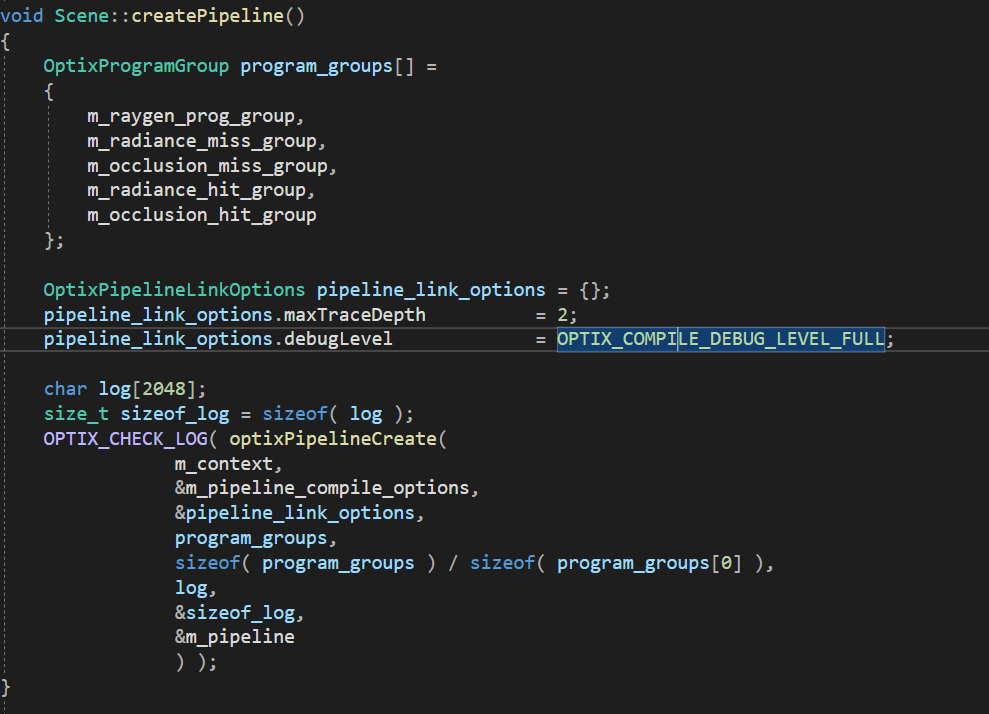 void Scene::createPipeline()
{
    OptixProgramGroup program_groups[] =
    {
        m_raygen_prog_group,
        m_radiance_miss_group,
        m_occlusion_miss_group,
        m_radiance_hit_group,
        m_occlusion_hit_group
    };

    OptixPipelineLinkOptions pipeline_link_options = {};
    pipeline_link_options.maxTraceDepth          = 2;
    pipeline_link_options.debugLevel             = OPTIX_COMPILE_DEBUG_LEVEL_FULL;

    char log[2048];
    size_t sizeof_log = sizeof( log );
    OPTIX_CHECK_LOG( optixPipelineCreate(
                m_context,
                &m_pipeline_compile_options,
                &pipeline_link_options,
                program_groups,
                sizeof( program_groups ) / sizeof( program_groups[0] ),
                log,
                &sizeof_log,
                &m_pipeline
                ) );
}